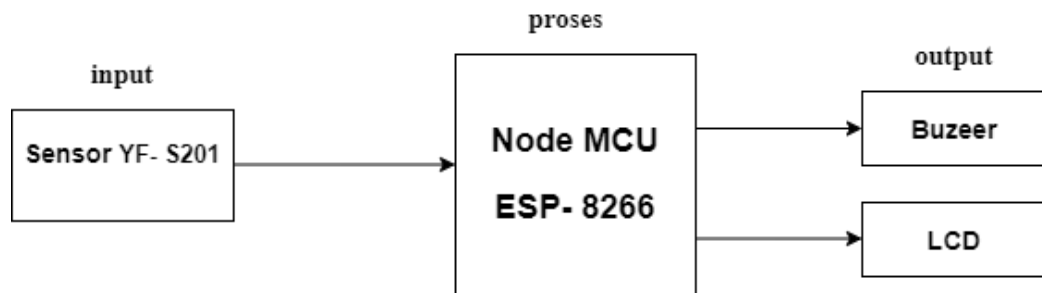 input
Sensor YF- S201
proses
Node MCU
ESP- 8266
output
Buzeer
LCD